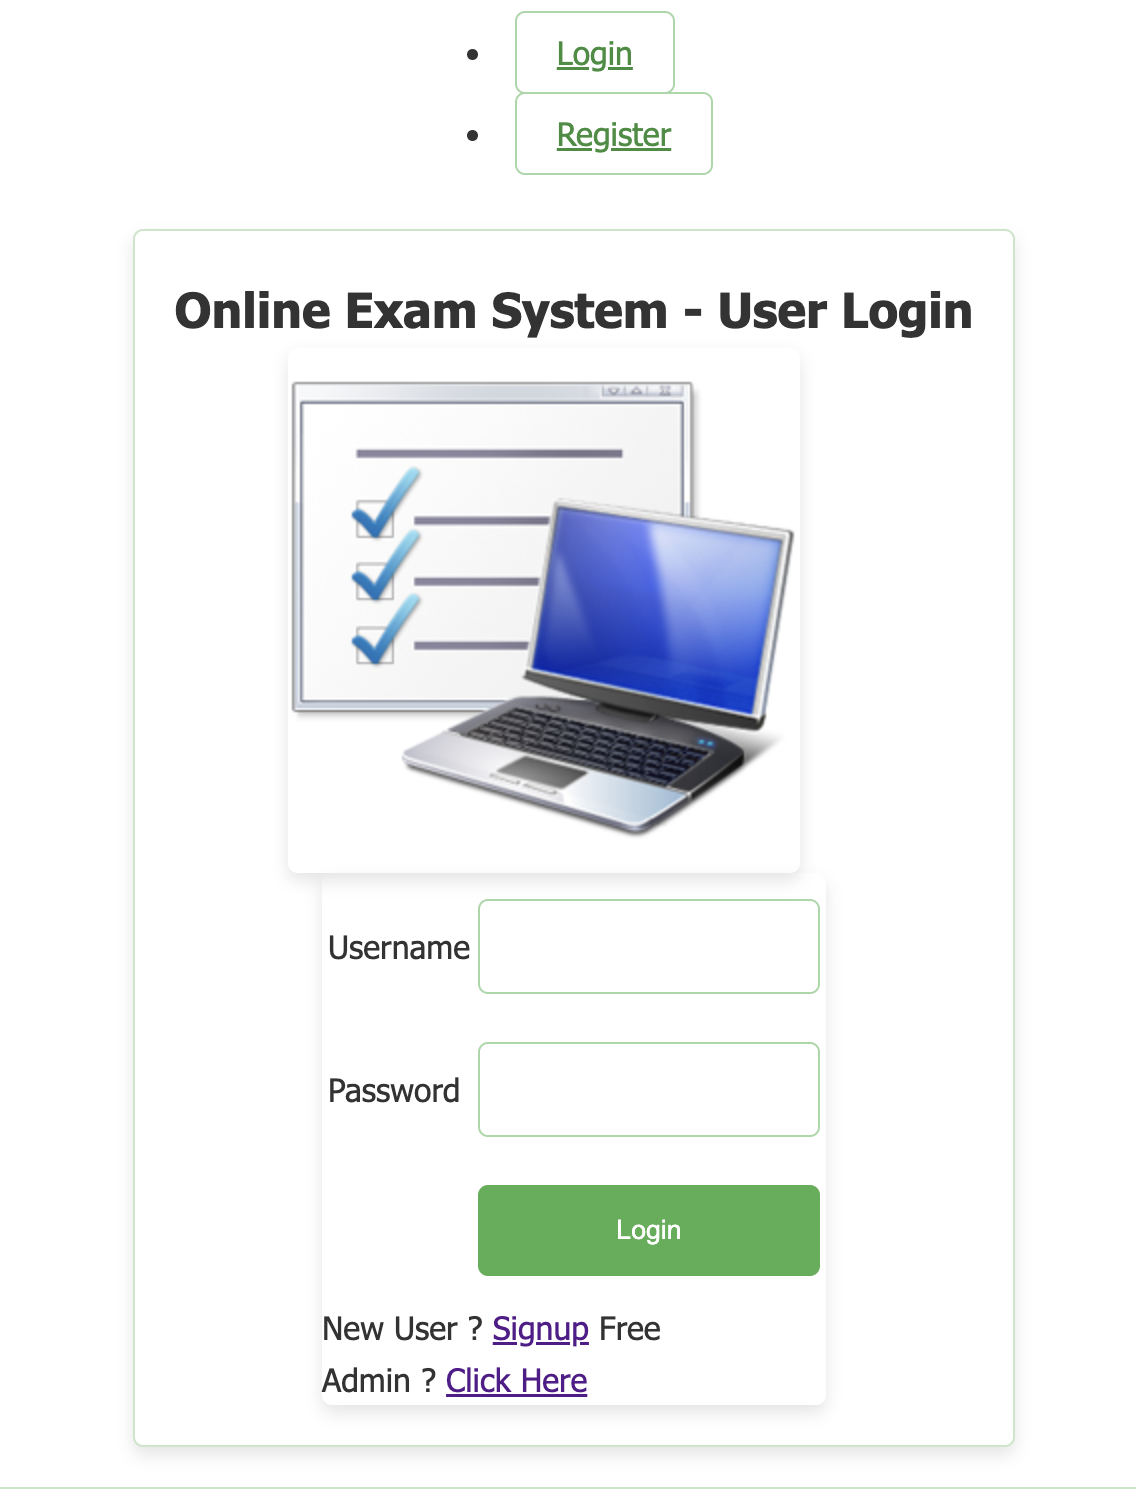 Login
Register
Online Exam System - User Login
Username
Password
Login
New User ? Signup Free
Admin ? Click Here